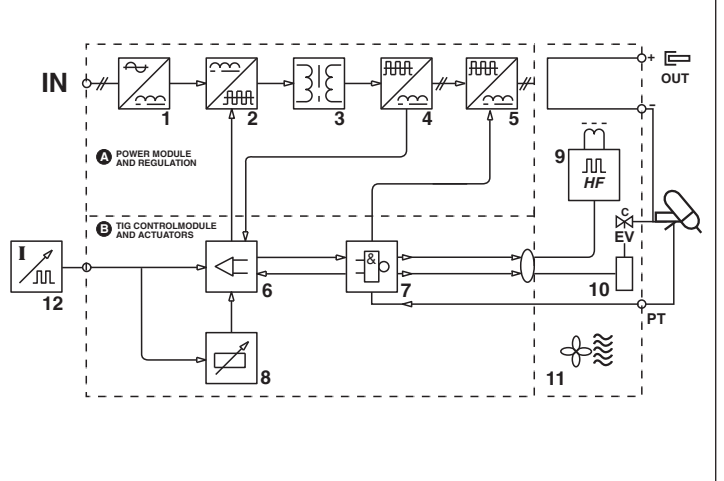 IN
+
OUT
1
2
3
4
5
-
A POWER MODULE
AND REGULATION
9
HF
B TIG CONTROLMODULE
AND ACTUATORS
C
EV
I
12
6
&
7
10
PT
8
11